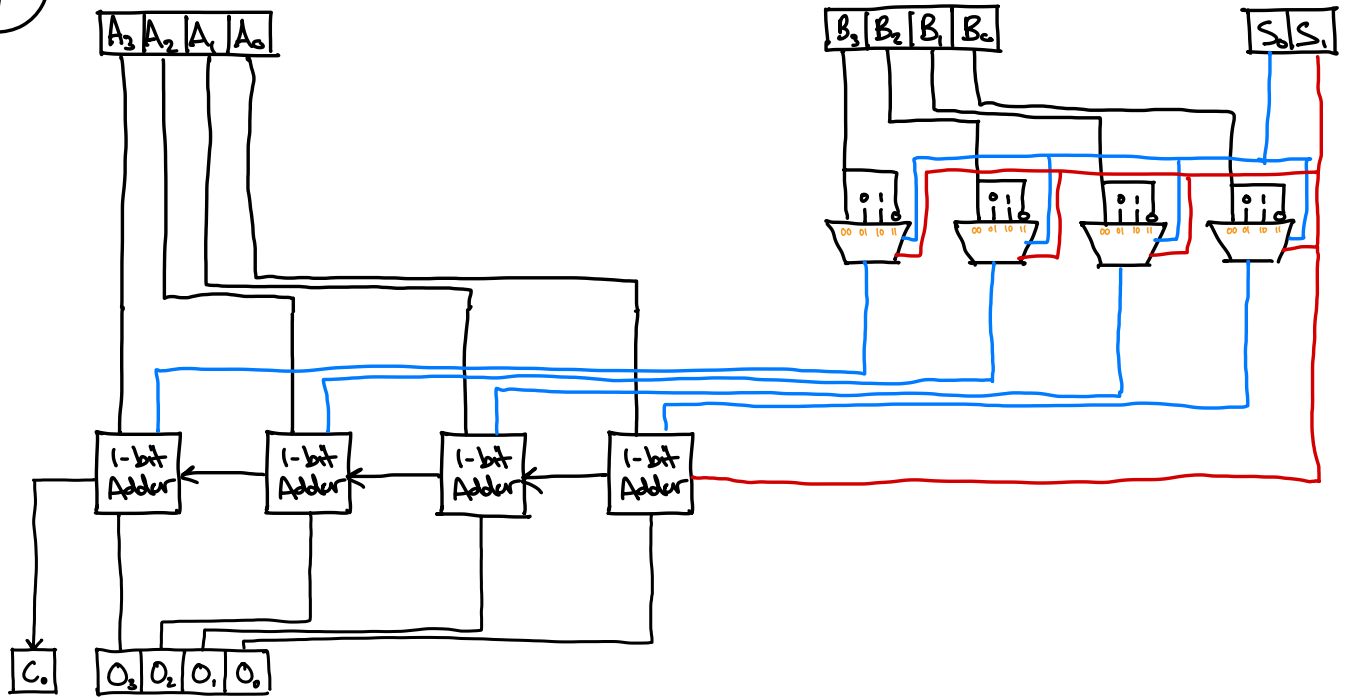 A₃ A₂ A₁ A₀
B₃ B₂ B₁ B₀
S₀ S₁
0 1
0 1
0 1
0 1
00 01 10 11
00 01 10 11
00 01 10 11
00 01 10 11
1-bit Adder
1-bit Adder
1-bit Adder
1-bit Adder
C₀
O₃ O₂ O₁ O₀